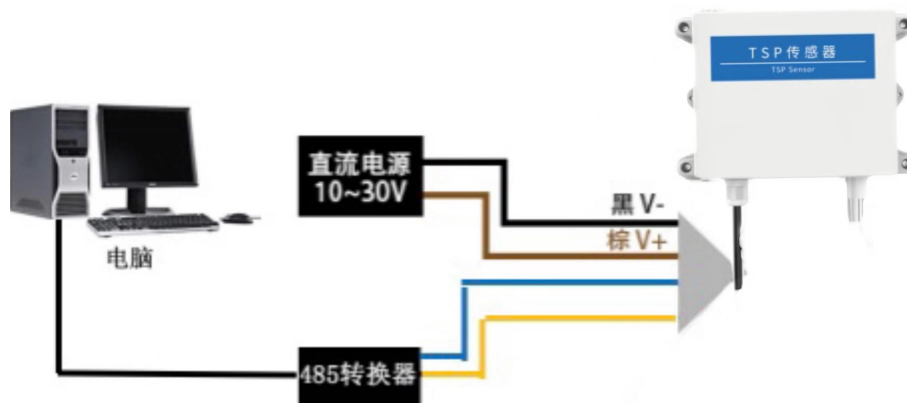 TSP传感器
TSP Sensor
直流电源
10~30V
黑 V-
棕 V+
电脑
485转换器